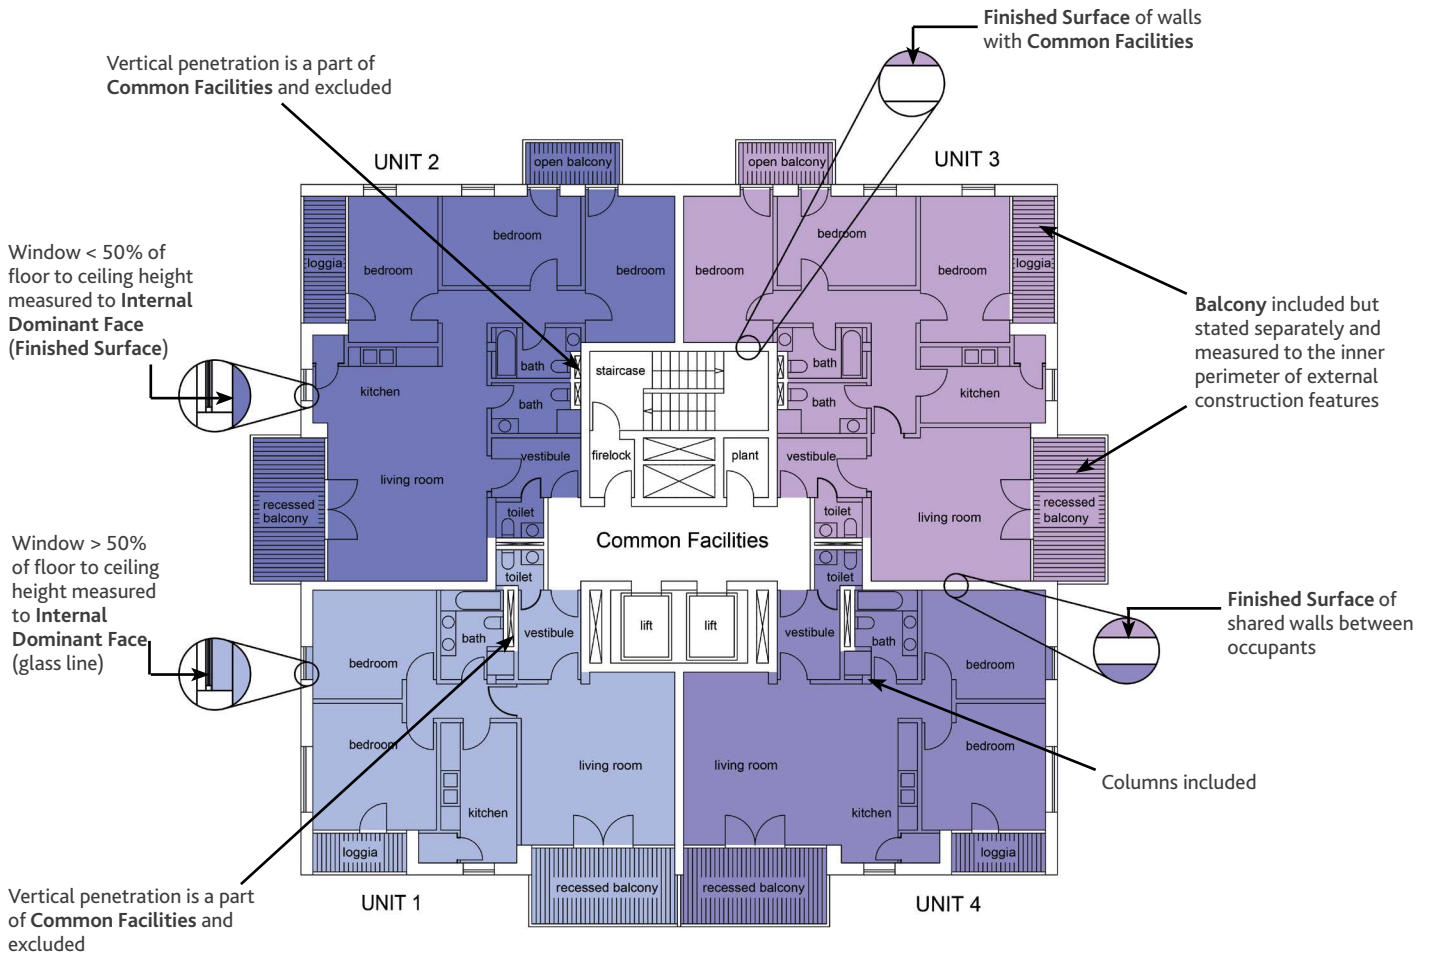 Finished Surface of walls
with Common Facilities
Vertical penetration is a part of
Common Facilities and excluded
UNIT 2
UNIT 3
open balcony
open balcony
Window < 50% of
floor to ceiling height
measured to Internal
Dominant Face
(Finished Surface)
loggia
bedroom
bedroom
bedroom
bedroom
bedroom
bedroom
loggia
Balcony included but
stated separately and
measured to the inner
perimeter of external
construction features
bath
staircase
bath
kitchen
bath
bath
kitchen
vestibule
firelock
plant
vestibule
living room
recessed
balcony
toilet
toilet
living room
recessed
balcony
Common Facilities
Window > 50%
of floor to ceiling
height measured
to Internal
Dominant Face
(glass line)
toilet
toilet
bath
vestibule
lift
lift
vestibule
bath
Finished Surface of
shared walls between
occupants
bedroom
bedroom
bedroom
bedroom
living room
living room
Columns included
kitchen
kitchen
loggia
loggia
recessed balcony
recessed balcony
UNIT 1
UNIT 4
Vertical penetration is a part
of Common Facilities and
excluded